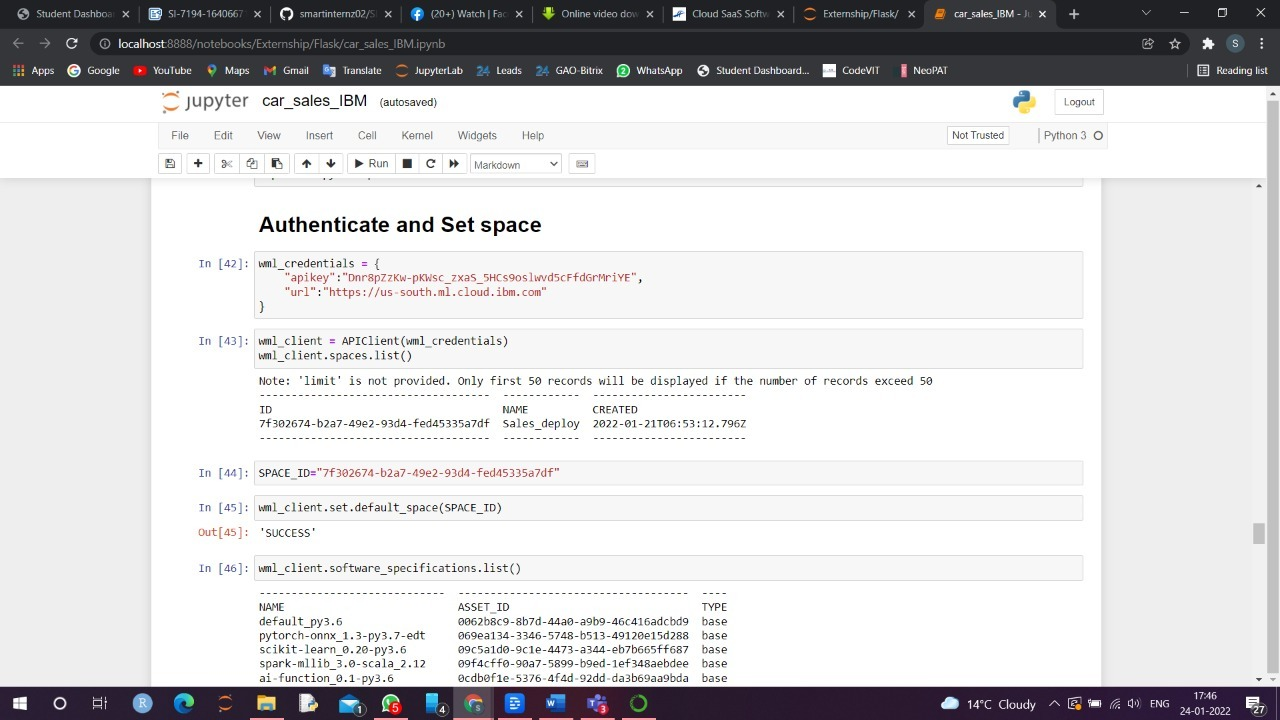 Student Dashboar
SI-7194-1640667
smartinternz02/SI
(20+) Watch | Fac
Online video dow
Cloud SaaS Softw
Externship/Flask/
car_sales_IBM - Ju
localhost:8888/notebooks/Externship/Flask/car_sales_IBM.ipynb
Apps Google YouTube Maps Gmail Translate JupyterLab 24 Leads 24 GAO-Bitrix WhatsApp Student Dashboard... CodeVIT NeoPAT Reading list
jupyter car_sales_IBM (autosaved) Logout
File Edit View Insert Cell Kernel Widgets Help Not Trusted Python 3
Run Markdown
Authenticate and Set space
In [42]: wml_credentials = {
"apikey":"Dnr8pZzKw-pKWsc_zxaS_5HCs9oslwvd5cFfdGrMriYE",
"url":"https://us-south.ml.cloud.ibm.com"
}
In [43]: wml_client = APIClient(wml_credentials)
wml_client.spaces.list()
Note: 'limit' is not provided. Only first 50 records will be displayed if the number of records exceed 50
------------------------------------ ------------ ------------------------
ID NAME CREATED
7f302674-b2a7-49e2-93d4-fed45335a7df Sales_deploy 2022-01-21T06:53:12.796Z
------------------------------------ ------------ ------------------------
In [44]: SPACE_ID="7f302674-b2a7-49e2-93d4-fed45335a7df"
In [45]: wml_client.set.default_space(SPACE_ID)
Out[45]: 'SUCCESS'
In [46]: wml_client.software_specifications.list()
----------------------------- ------------------------------------ ----
NAME ASSET_ID TYPE
default_py3.6 0062b8c9-8b7d-44a0-a9b9-46c416adcbd9 base
pytorch-onnx_1.3-py3.7-edt 069ea134-3346-5748-b513-49120e15d288 base
scikit-learn_0.20-py3.6 09c5a1d0-9c1e-4473-a344-eb7b665ff687 base
spark-mllib_3.0-scala_2.12 09f4cff0-90a7-5899-b9ed-1ef348aebdee base
ai-function_0.1-py3.6 0cdb0f1e-5376-4f4d-92dd-da3b69aa9bda base
14°C Cloudy ENG 17:46
24-01-2022